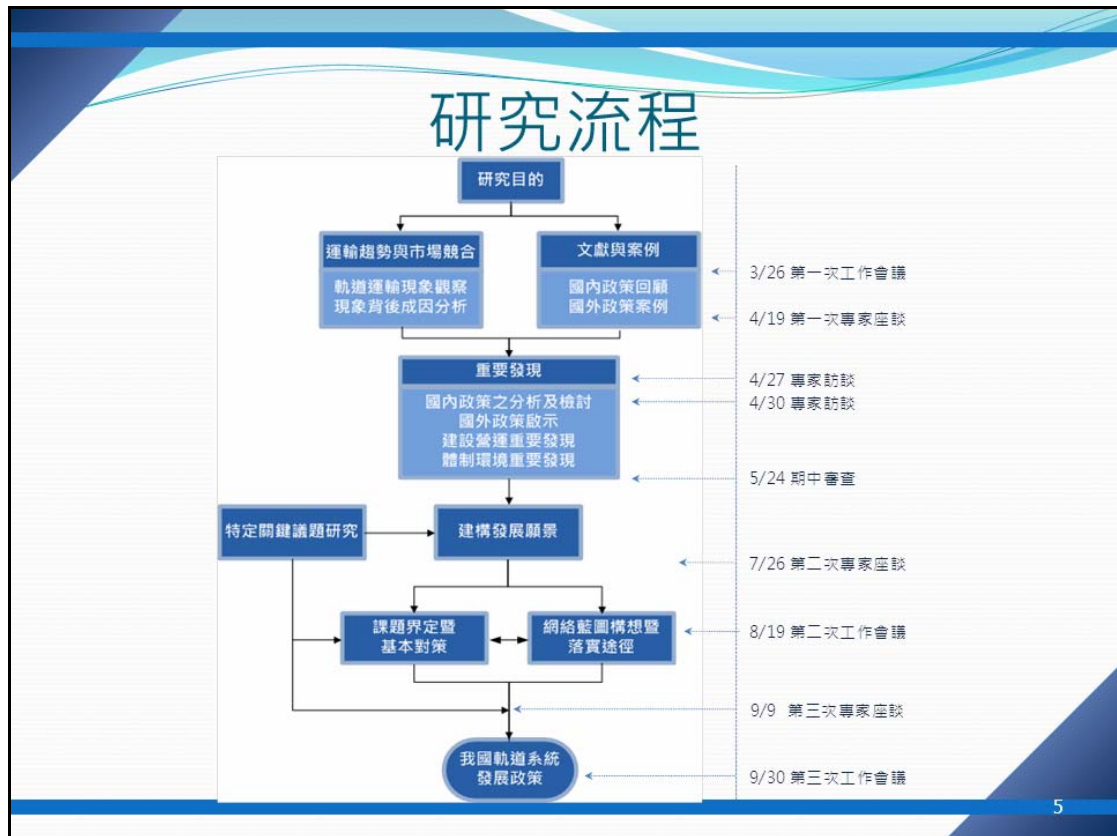 研究流程
研究目的
運輸趨勢與市場競合
軌道運輸現象觀察
現象背後成因分析
文獻與案例
國內政策回顧
國外政策案例
3/26 第一次工作會議
4/19 第一次專家座談
重要發現
國內政策之分析及檢討
國外政策啟示
建設營運重要發現
體制環境重要發現
4/27 專家訪談
4/30 專家訪談
5/24 期中審查
特定關鍵議題研究
建構發展願景
7/26 第二次專家座談
課題界定暨
基本對策
網絡藍圖構想暨
落實途徑
8/19 第二次工作會議
9/9 第三次專家座談
我國軌道系統
發展政策
9/30 第三次工作會議
5